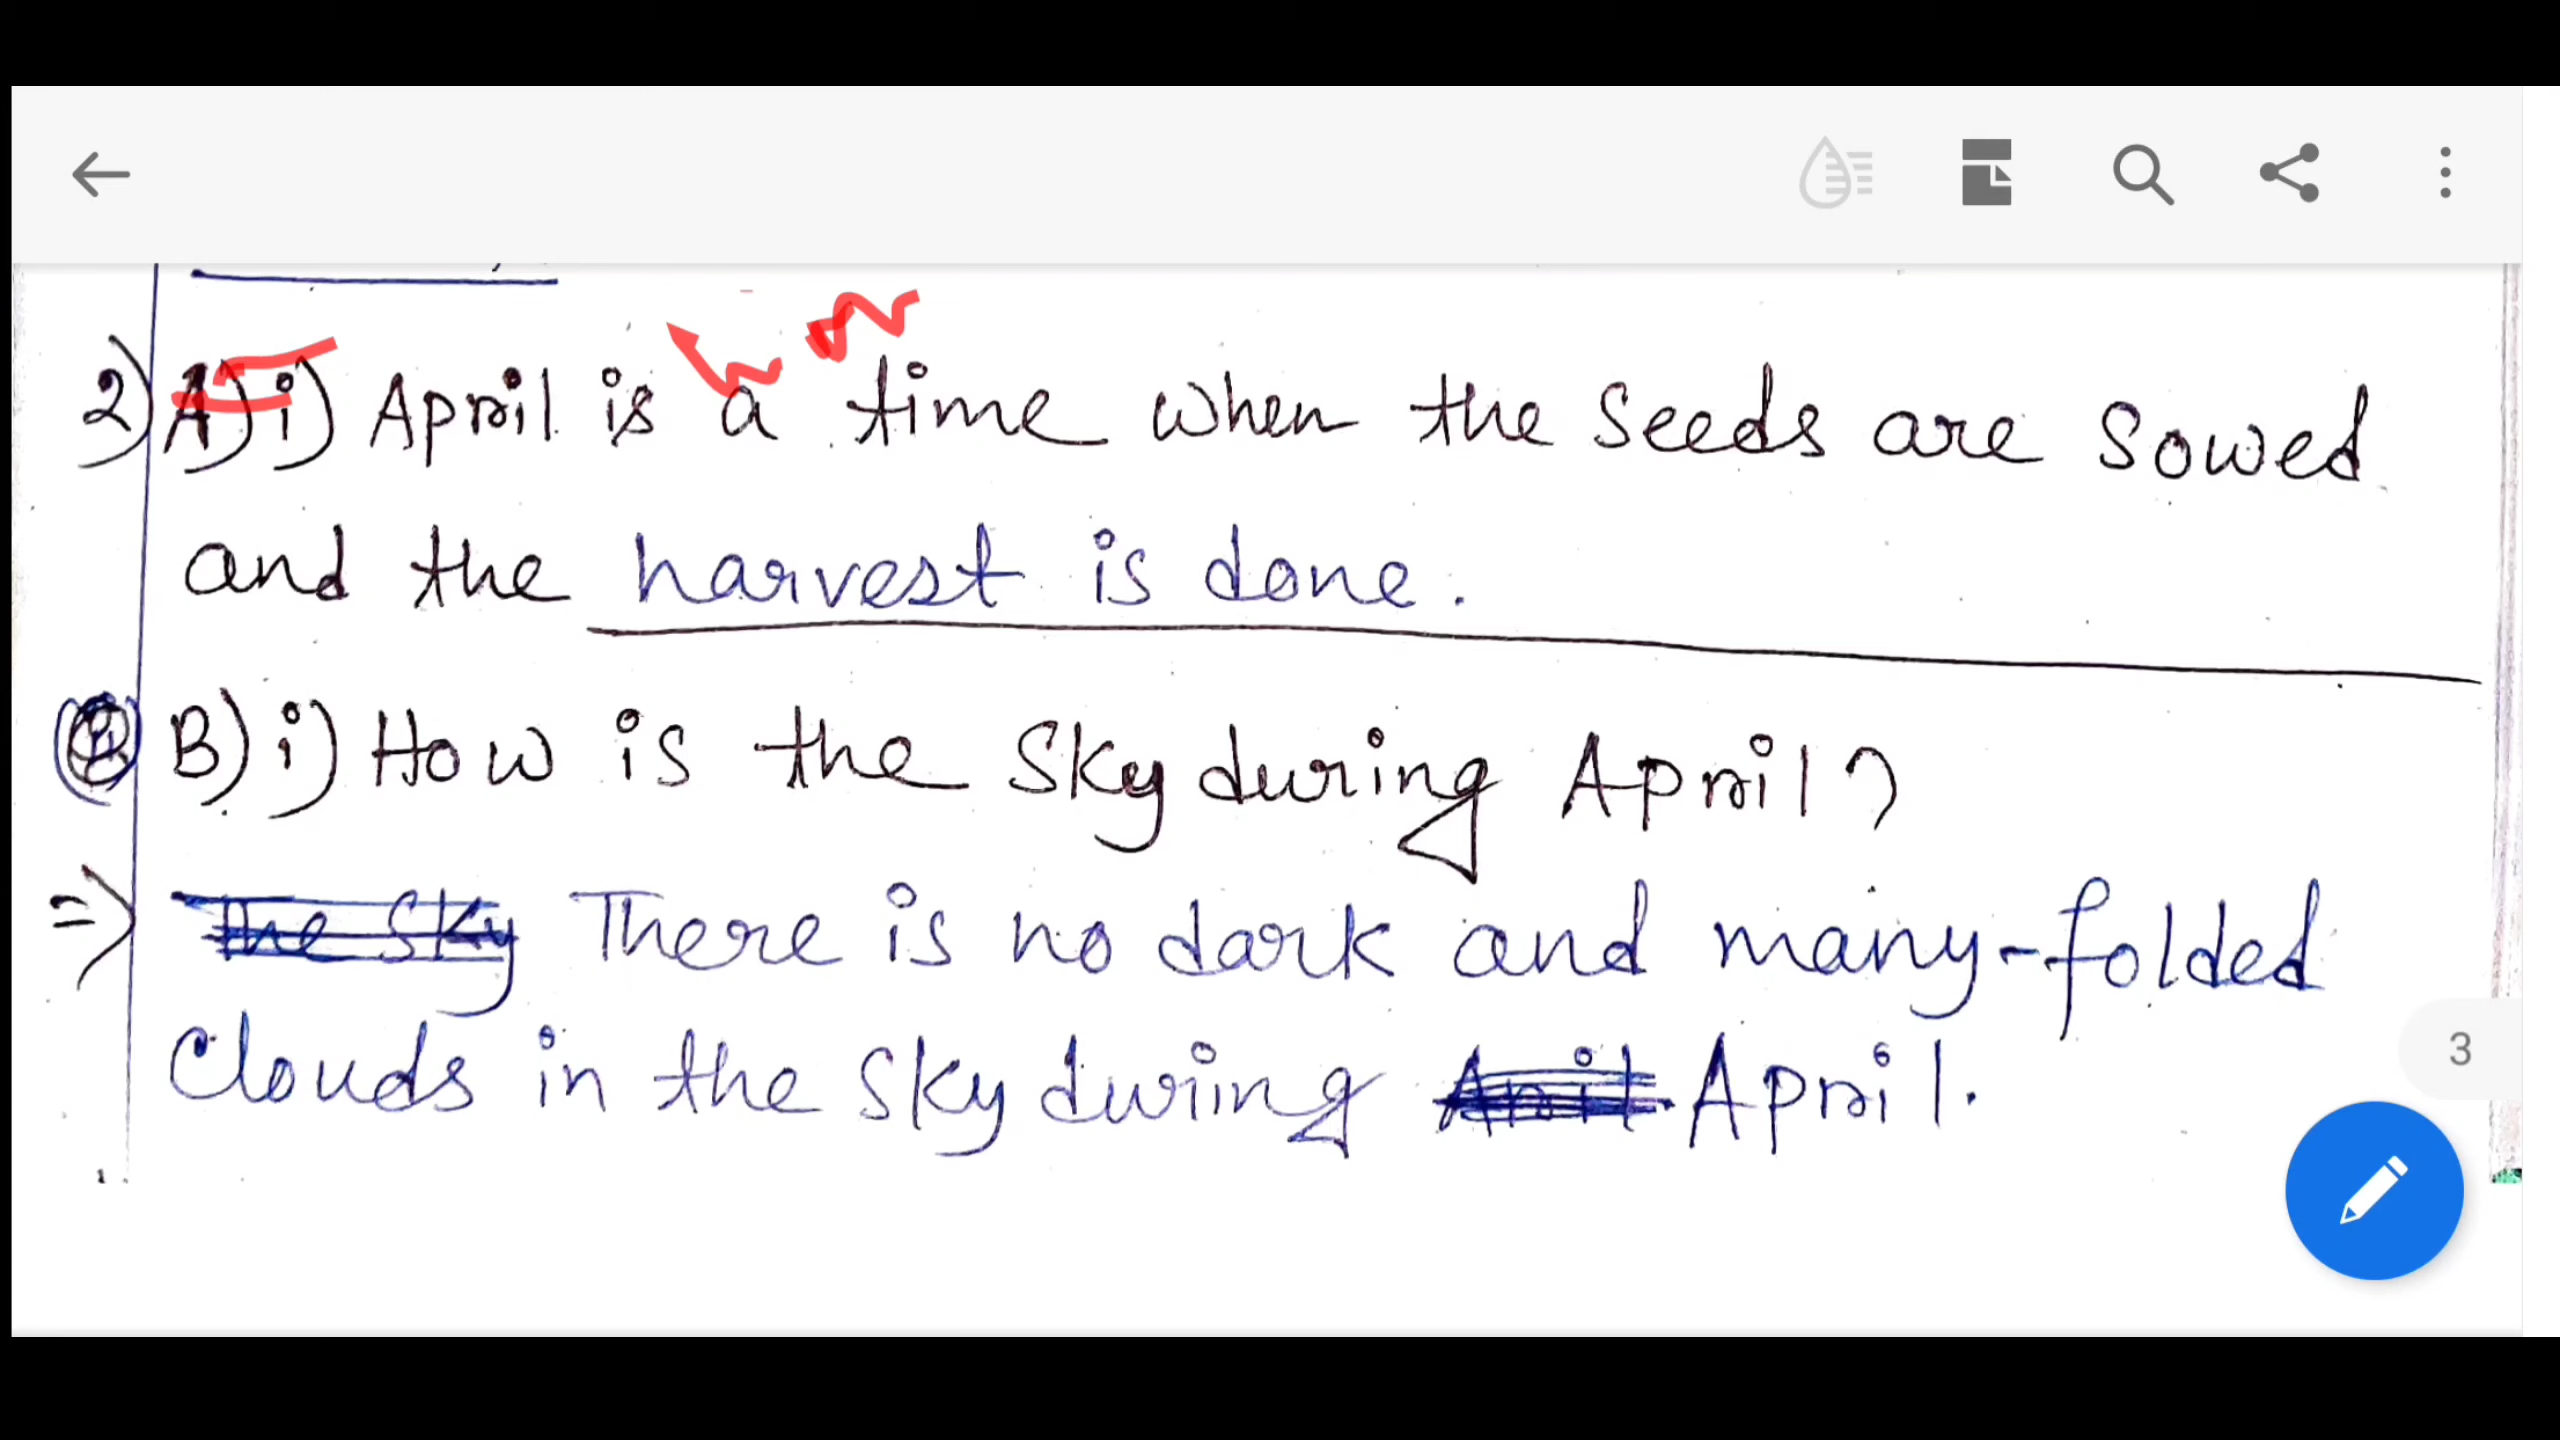 2) A) i) April is a time when the seeds are sowed
and the harvest is done.
B) i) How is the sky during April?
=> The Sky There is no dark and many-folded
clouds in the sky during April.
3